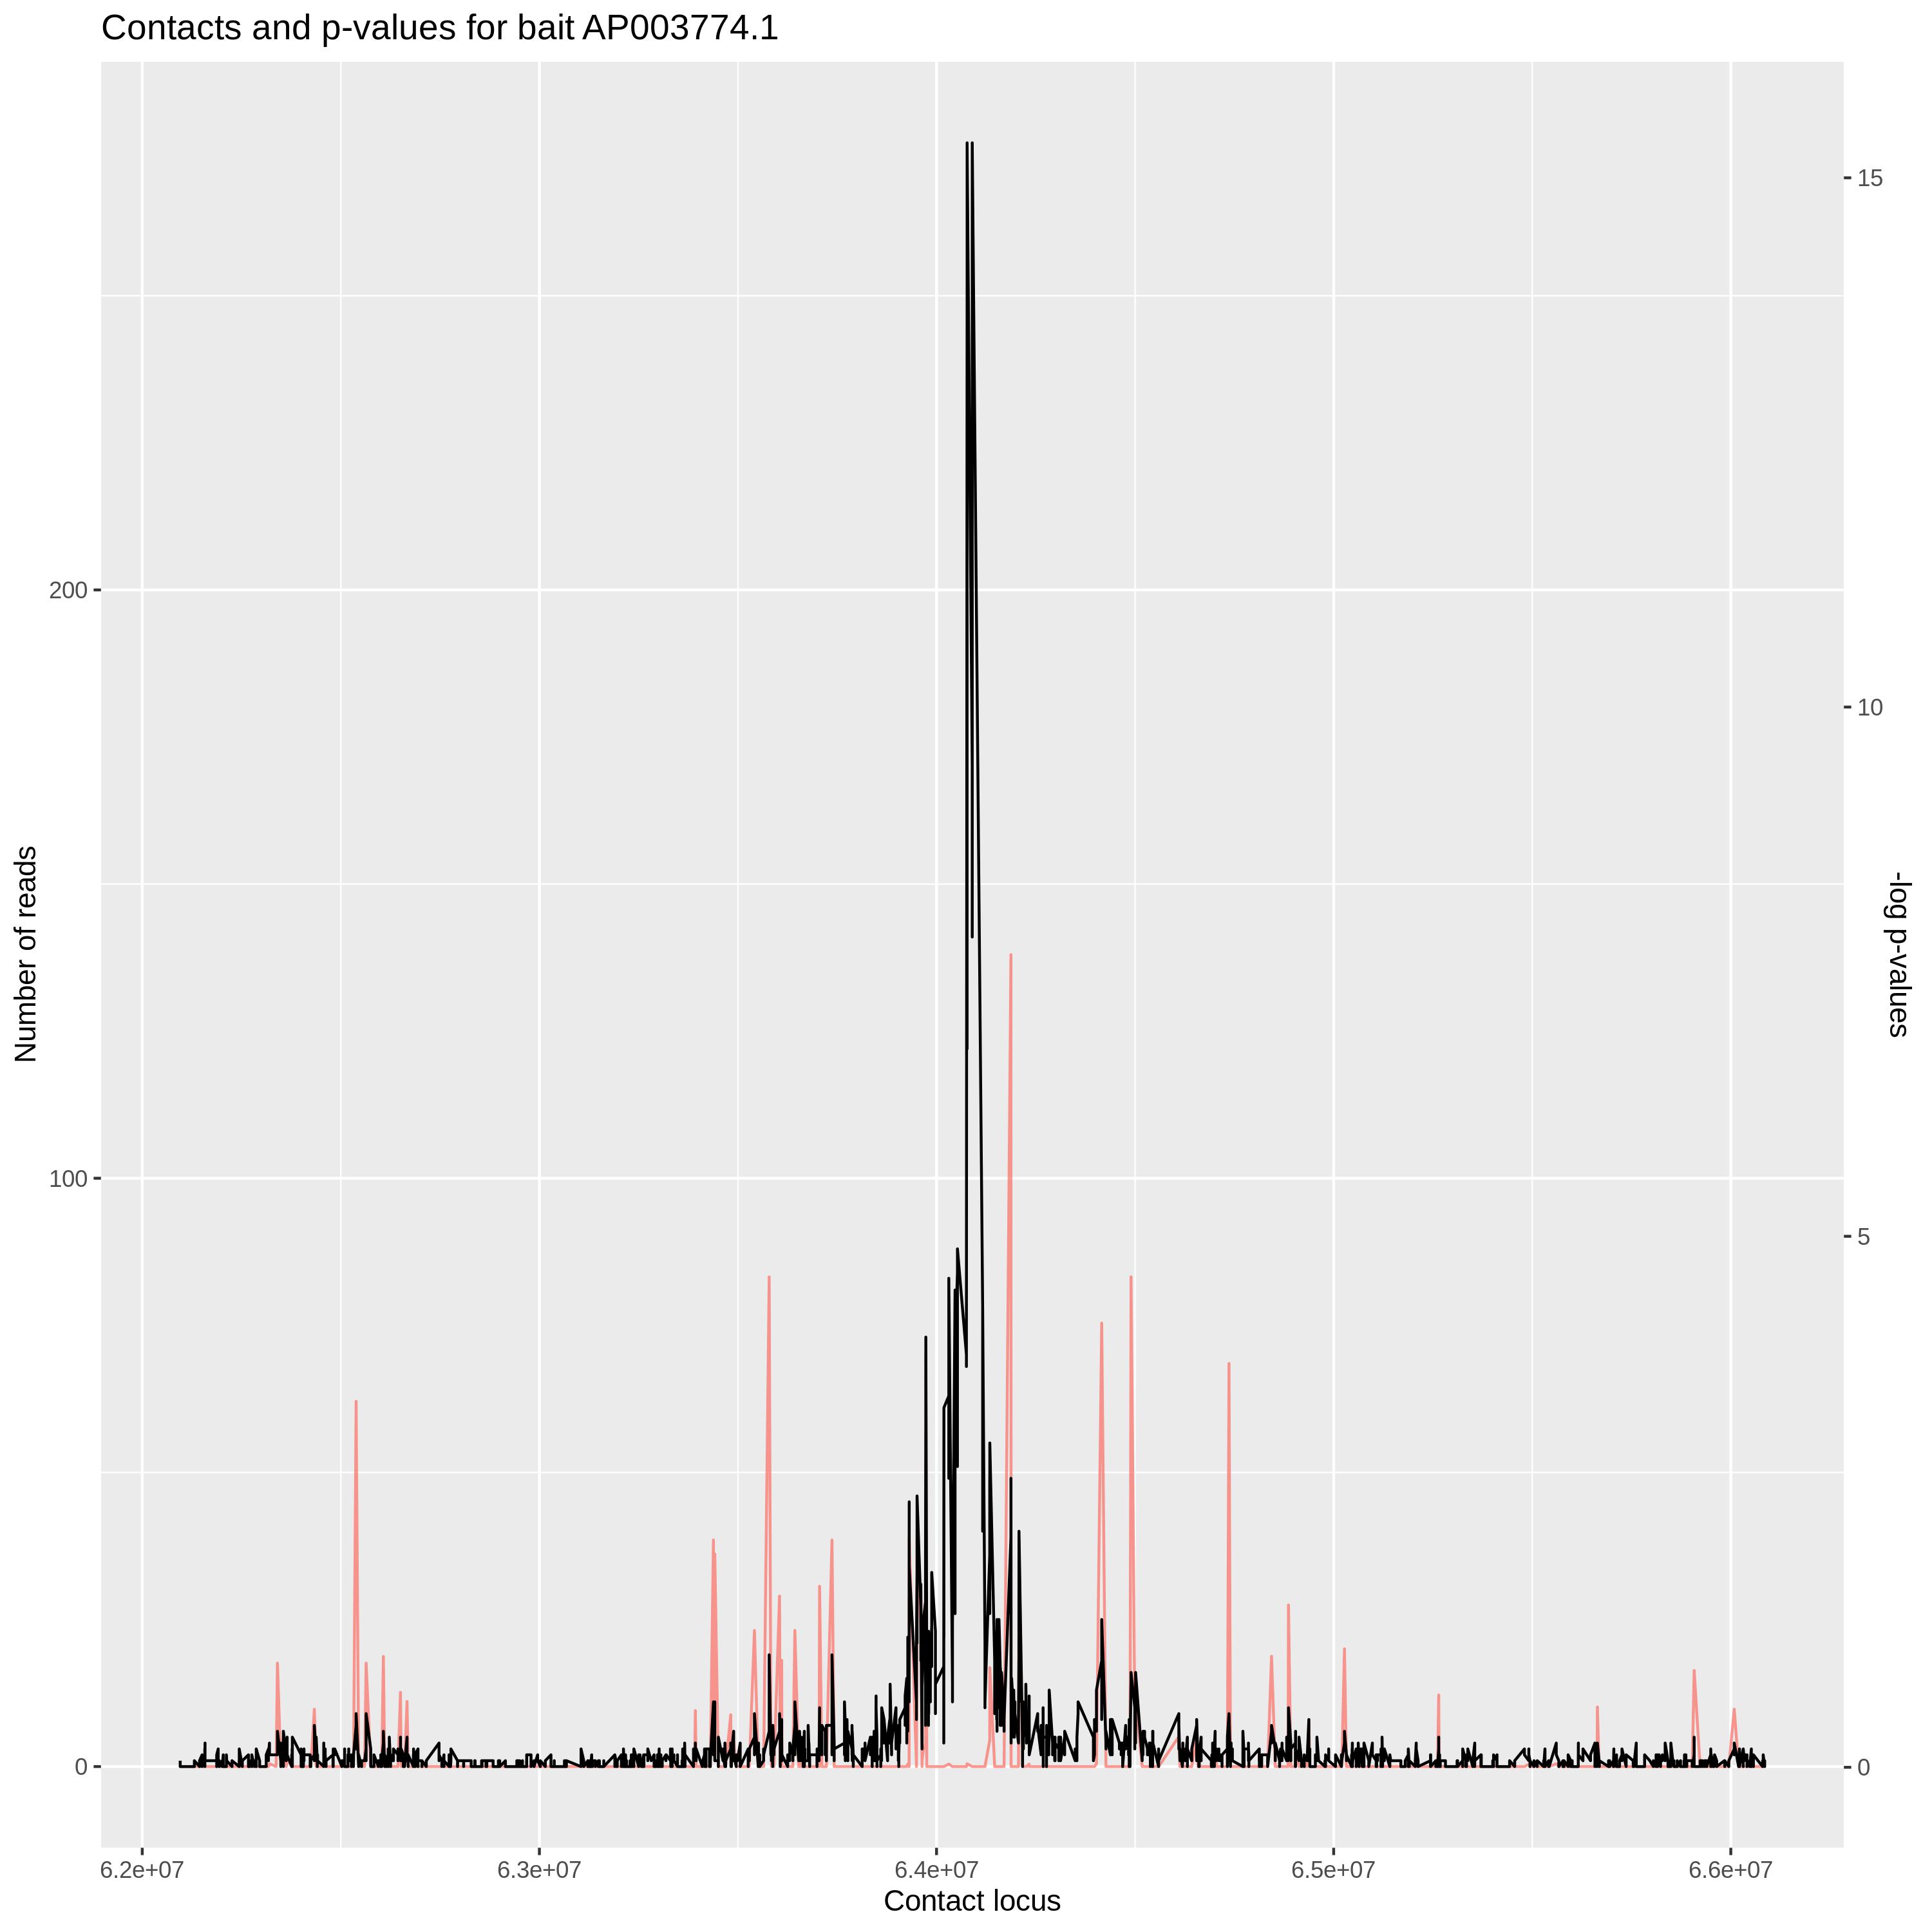 Contacts and p-values for bait AP003774.1
Number of reads
200
100
0
15
10
5
0
-log p-values
6.2e+07 6.3e+07 6.4e+07 6.5e+07 6.6e+07
Contact locus